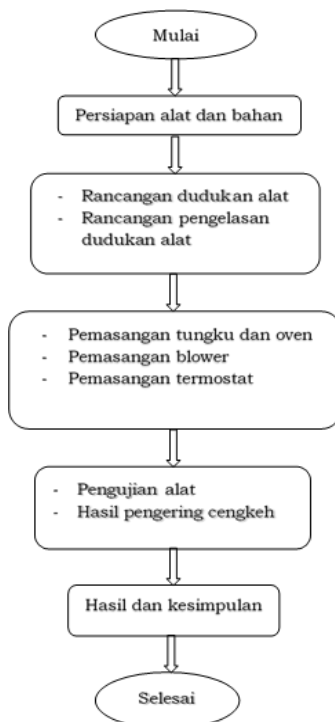 Mulai
Persiapan alat dan bahan
- Rancangan dudukan alat
- Rancangan pengelasan
dudukan alat
- Pemasangan tungku dan oven
- Pemasangan blower
- Pemasangan termostat
- Pengujian alat
- Hasil pengering cengkeh
Hasil dan kesimpulan
Selesai